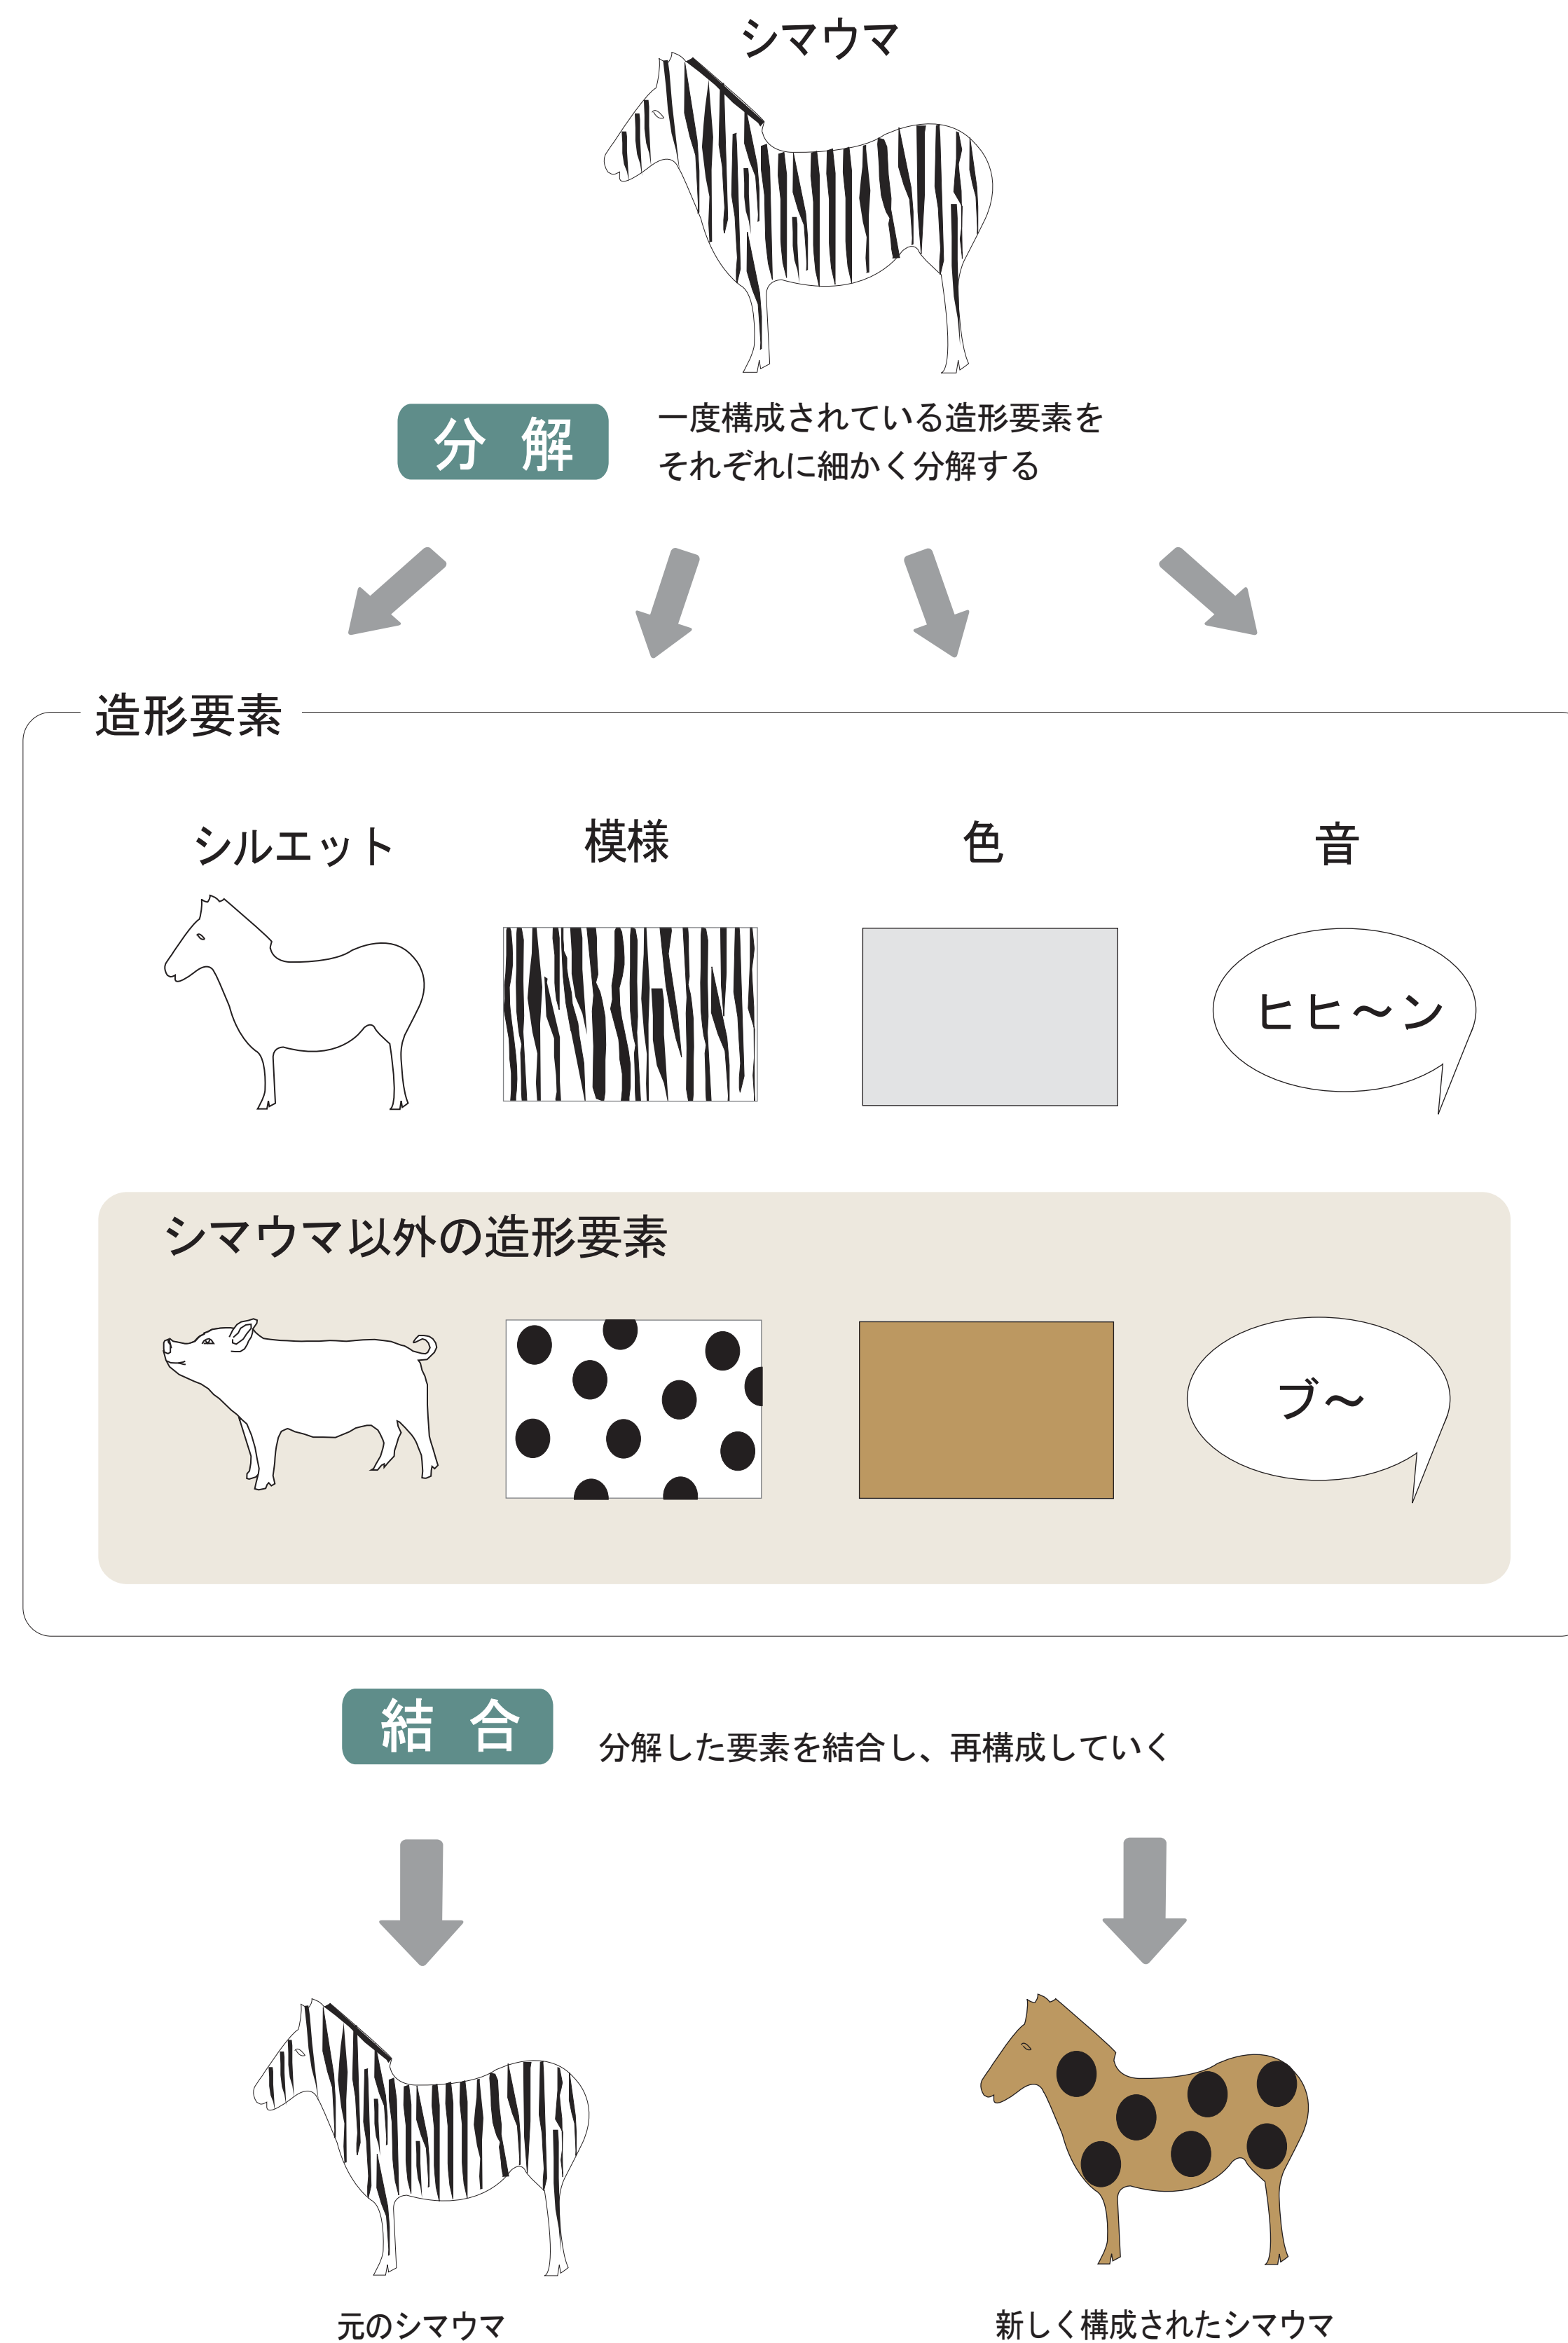 シマウマ
分 解
一度構成されている造形要素を
それぞれに細かく分解する
造形要素
シルエット
模様
色
音
ヒヒ〜ン
シマウマ以外の造形要素
ブ〜
結 合
分解した要素を結合し、再構成していく
元のシマウマ
新しく構成されたシマウマ